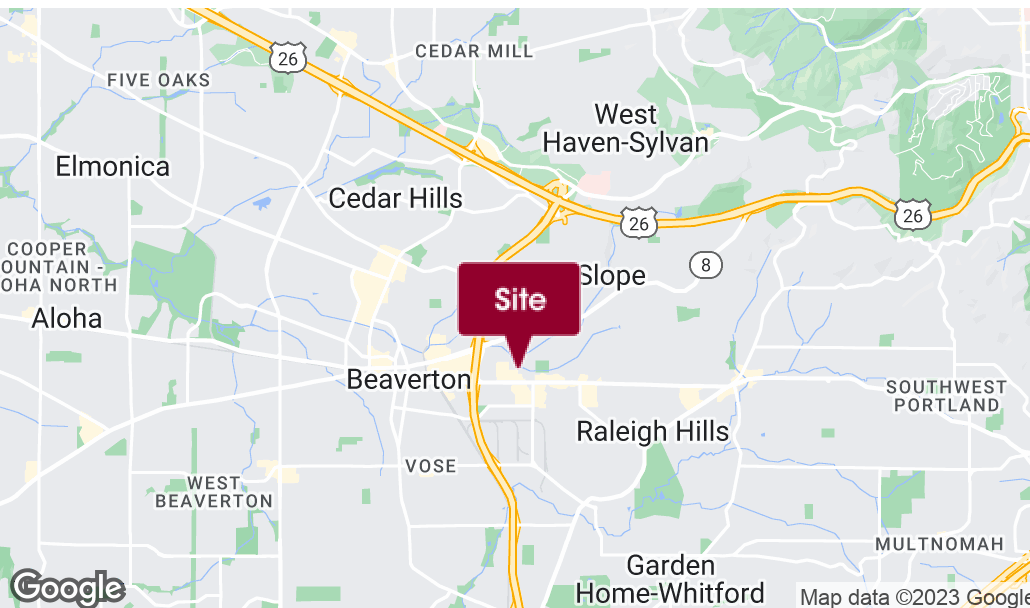 CEDAR MILL
26
FIVE OAKS
West
Haven-Sylvan
Elmonica
Cedar Hills
26
26
COOPER
OUNTAIN -
OHA NORTH
8
Slope
Site
Aloha
Beaverton
SOUTHWEST
PORTLAND
Raleigh Hills
VOSE
WEST
BEAVERTON
MULTNOMAH
Garden
Home-Whitford
Google
Map data ©2023 Google